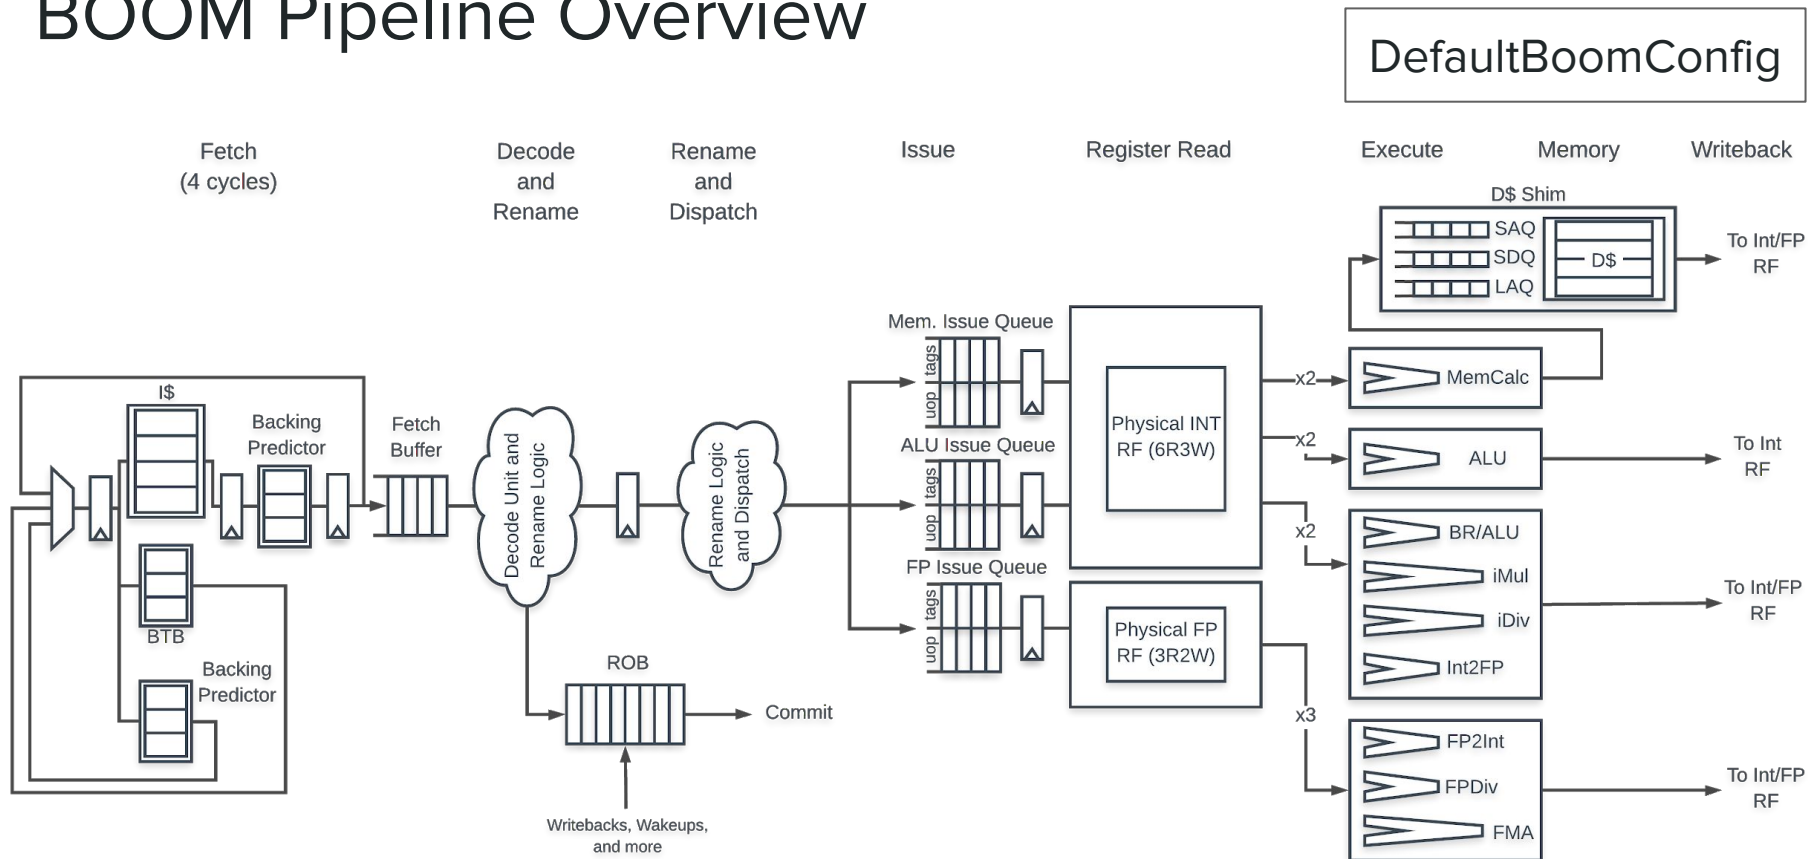 BOOM Pipeline Overview
DefaultBoomConfig
Fetch
(4 cycles)
Decode
and
Rename
Rename
and
Dispatch
Issue
Register Read
Execute
Memory
Writeback
D$ Shim
SAQ
SDQ
LAQ
D$
To Int/FP
RF
Mem. Issue Queue
tags
uop
x2
MemCalc
I$
Backing
Predictor
Fetch
Buffer
Decode Unit and
Rename Logic
Rename Logic
and Dispatch
ALU Issue Queue
tags
uop
Physical INT
RF (6R3W)
x2
ALU
To Int
RF
x2
BR/ALU
iMul
iDiv
Int2FP
To Int/FP
RF
BTB
Backing
Predictor
FP Issue Queue
tags
uop
Physical FP
RF (3R2W)
ROB
Commit
Writebacks, Wakeups,
and more
x3
FP2Int
FPDiv
FMA
To Int/FP
RF